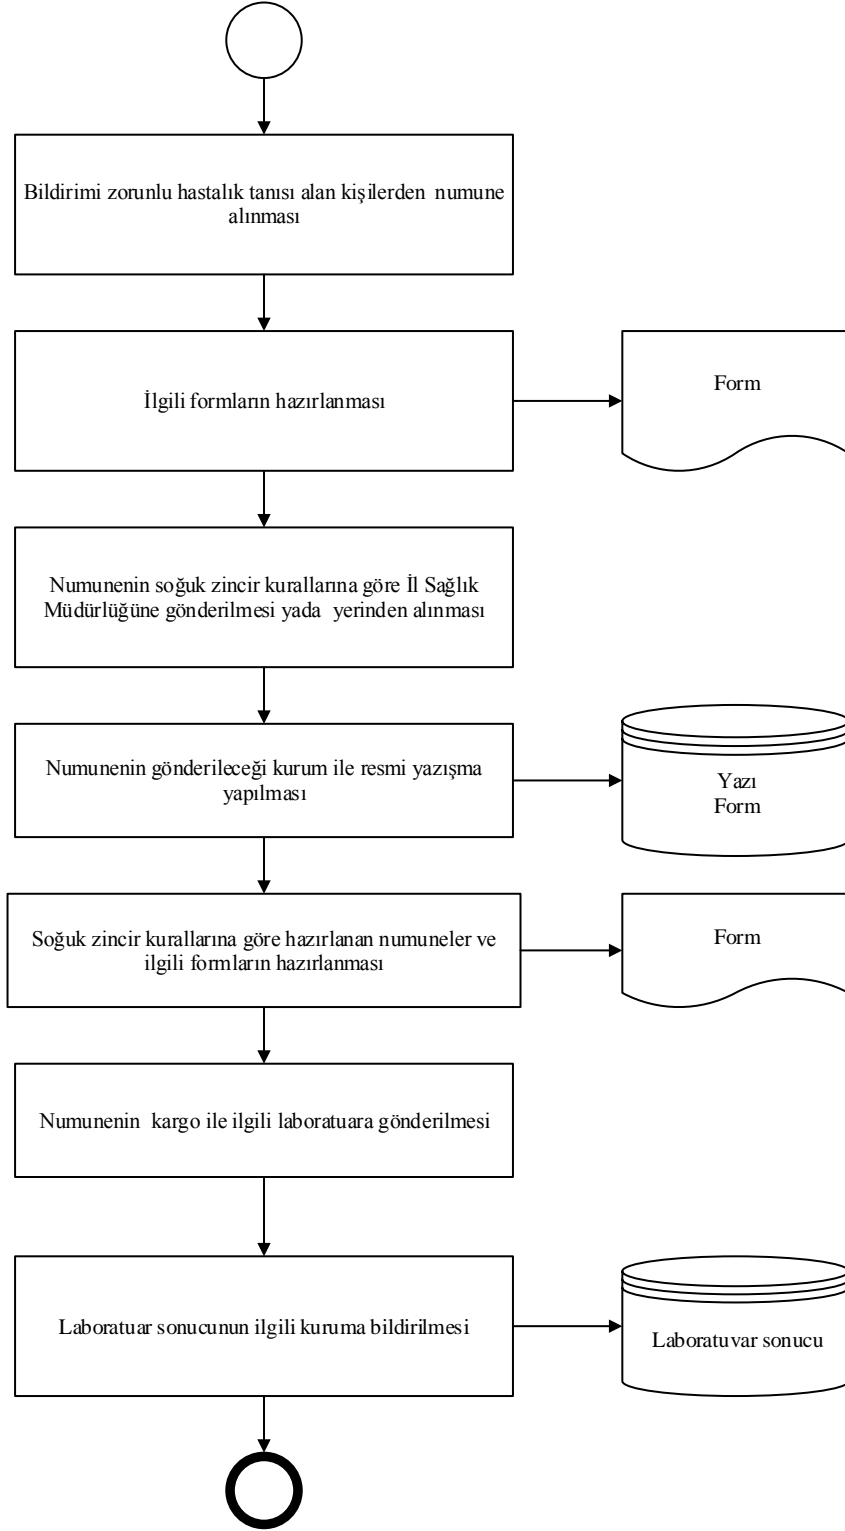 Bildirimi zorunlu hastalık tanısı alan kişilerden  numune
alınması
İlgili formların hazırlanması
Form
Numunenin soğuk zincir kurallarına göre İl Sağlık
Müdürlüğüne gönderilmesi yada  yerinden alınması
Numunenin gönderileceği kurum ile resmi yazışma
yapılması
Yazı
Form
Soğuk zincir kurallarına göre hazırlanan numuneler ve
ilgili formların hazırlanması
Form
Numunenin  kargo ile ilgili laboratuara gönderilmesi
Laboratuar sonucunun ilgili kuruma bildirilmesi
Laboratuvar sonucu